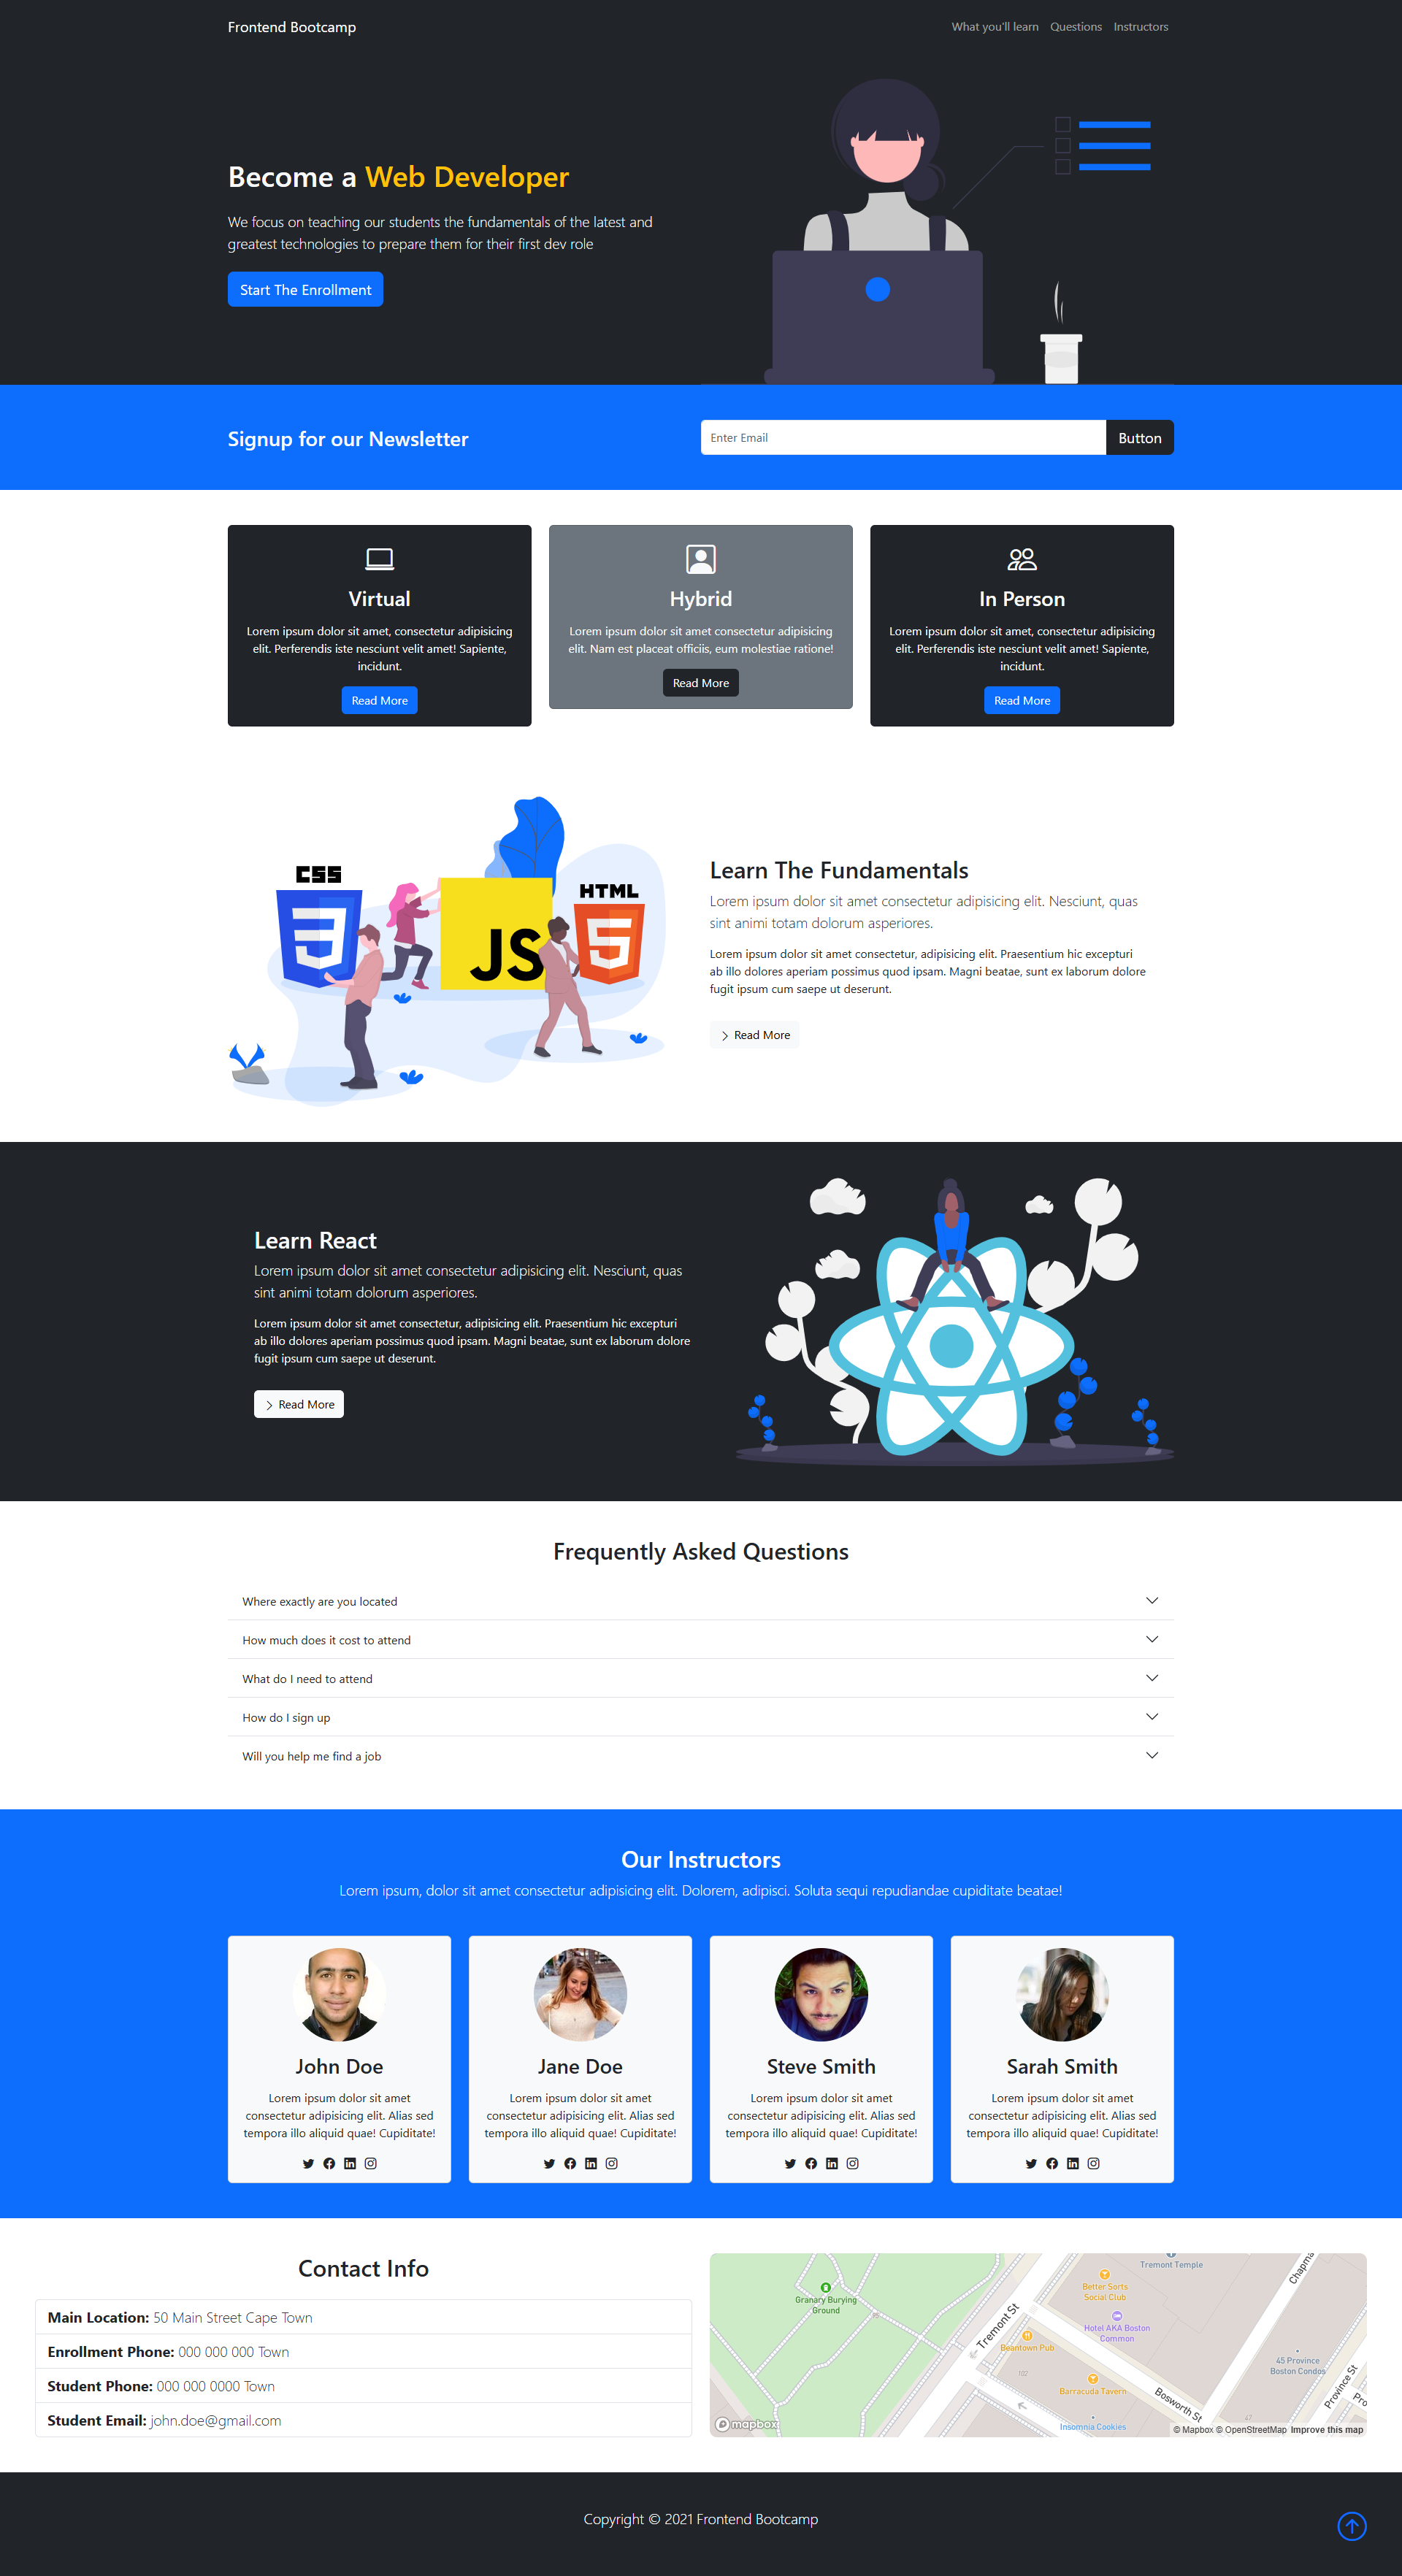 Frontend Bootcamp
What you'll learn Questions Instructors
Become a Web Developer
We focus on teaching our students the fundamentals of the latest and
greatest technologies to prepare them for their first dev role
Start The Enrollment
Signup for our Newsletter
Enter Email
Button
Virtual
Lorem ipsum dolor sit amet, consectetur adipisicing
elit. Perferendis iste nesciunt velit amet! Sapiente,
incidunt.
Read More
Hybrid
Lorem ipsum dolor sit amet consectetur adipisicing
elit. Nam est placeat officiis, eum molestiae ratione!
Read More
In Person
Lorem ipsum dolor sit amet, consectetur adipisicing
elit. Perferendis iste nesciunt velit amet! Sapiente,
incidunt.
Read More
CSS
3
JS
HTML
5
Learn The Fundamentals
Lorem ipsum dolor sit amet consectetur adipisicing elit. Nesciunt, quas
sint animi totam dolorum asperiores.
Lorem ipsum dolor sit amet consectetur, adipisicing elit. Praesentium hic excepturi
ab illo dolores aperiam possimus quod ipsam. Magni beatae, sunt ex laborum dolore
fugit ipsum cum saepe ut deserunt.
Read More
Learn React
Lorem ipsum dolor sit amet consectetur adipisicing elit. Nesciunt, quas
sint animi totam dolorum asperiores.
Lorem ipsum dolor sit amet consectetur, adipisicing elit. Praesentium hic excepturi
ab illo dolores aperiam possimus quod ipsam. Magni beatae, sunt ex laborum dolore
fugit ipsum cum saepe ut deserunt.
Read More
Frequently Asked Questions
Where exactly are you located
How much does it cost to attend
What do I need to attend
How do I sign up
Will you help me find a job
Our Instructors
Lorem ipsum, dolor sit amet consectetur adipisicing elit. Dolorem, adipisci. Soluta sequi repudiandae cupiditate beatae!
John Doe
Lorem ipsum dolor sit amet
consectetur adipisicing elit. Alias sed
tempora illo aliquid quae! Cupiditate!
Jane Doe
Lorem ipsum dolor sit amet
consectetur adipisicing elit. Alias sed
tempora illo aliquid quae! Cupiditate!
Steve Smith
Lorem ipsum dolor sit amet
consectetur adipisicing elit. Alias sed
tempora illo aliquid quae! Cupiditate!
Sarah Smith
Lorem ipsum dolor sit amet
consectetur adipisicing elit. Alias sed
tempora illo aliquid quae! Cupiditate!
Contact Info
Main Location: 50 Main Street Cape Town
Enrollment Phone: 000 000 000 Town
Student Phone: 000 000 0000 Town
Student Email: john.doe@gmail.com
Tremont Temple
Chapma
Better Sorts
Social Club
Granary Burying
Ground
95
Hotel AKA Boston
Common
Tremont St
Beantown Pub
45 Province
Boston Condos
102
Barracuda Tavern
Bosworth St
Province St
Pro
47
Insomnia Cookies
mapbox
© Mapbox © OpenStreetMap Improve this map
Copyright © 2021 Frontend Bootcamp